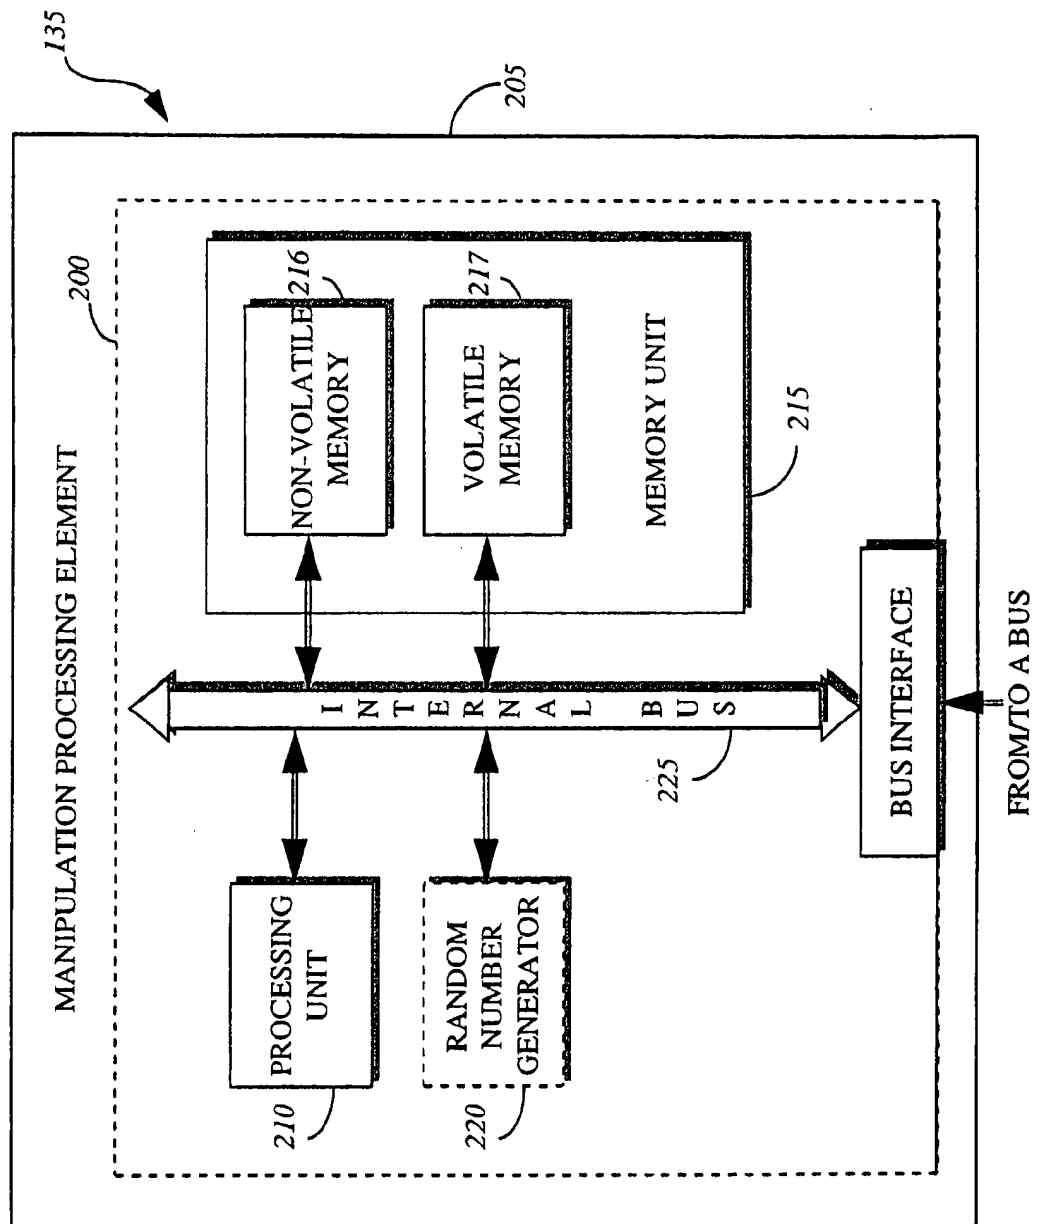 135
205
MANIPULATION PROCESSING ELEMENT
200
PROCESSING
UNIT
210
RANDOM
NUMBER
GENERATOR
220
INTERNAL BUS
225
NON-VOLATILE
MEMORY
216
VOLATILE
MEMORY
217
MEMORY UNIT
215
BUS INTERFACE
FROM/TO A BUS